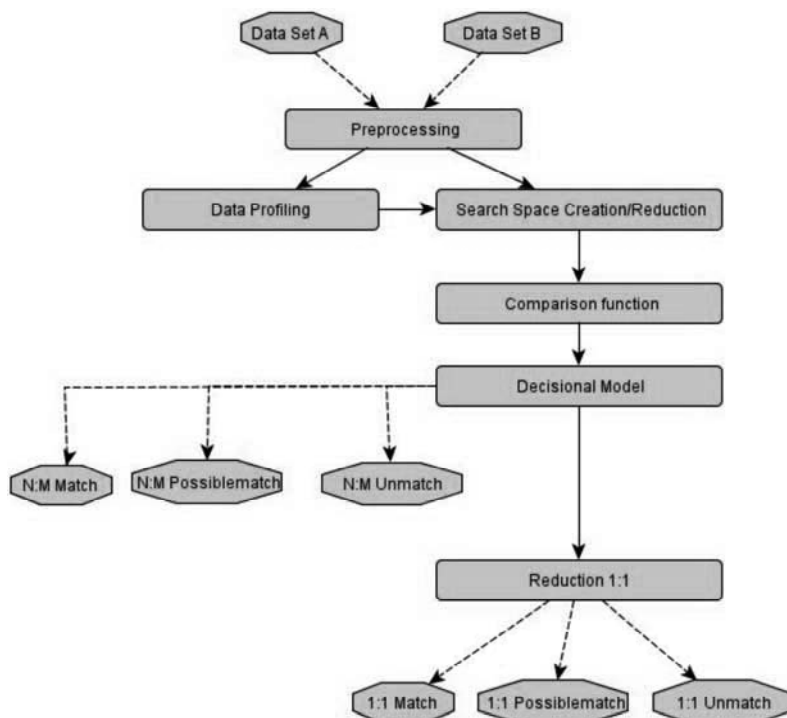 Data Set A
Data Set B
Preprocessing
Data Profiling
Search Space Creation/Reduction
Comparison function
Decisional Model
N:M Match
N:M Possiblematch
N:M Unmatch
Reduction 1:1
1:1 Match
1:1 Possiblematch
1:1 Unmatch